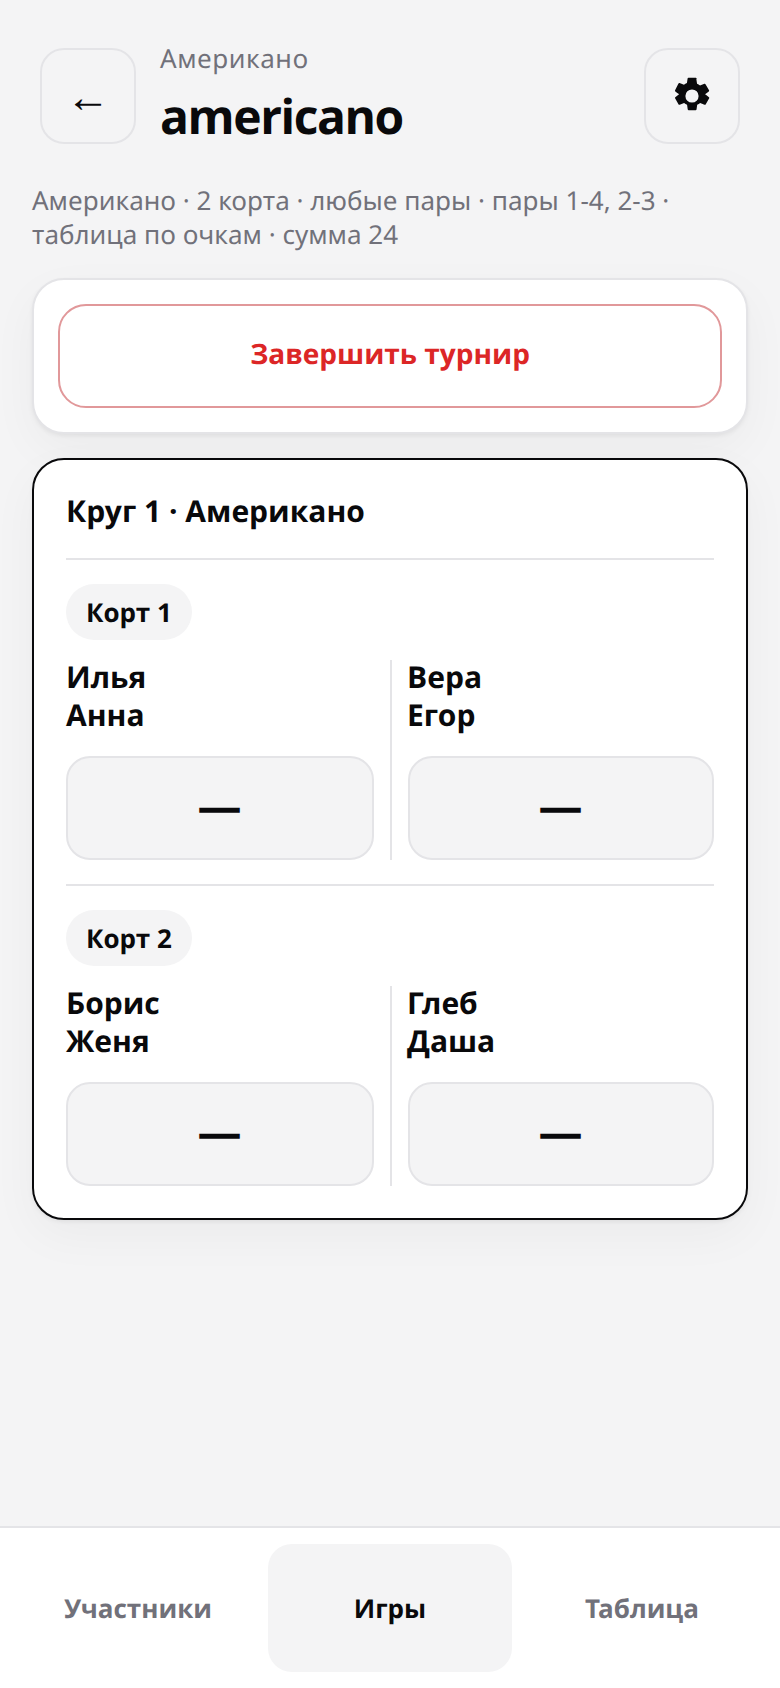 ←
Американо
americano
Американо · 2 корта · любые пары · пары 1-4, 2-3 ·
таблица по очкам · сумма 24
Завершить турнир
Круг 1 · Американо
Корт 1
Илья
Анна
Вера
Егор
— —
Корт 2
Борис
Женя
Глеб
Даша
— —
Участники Игры Таблица